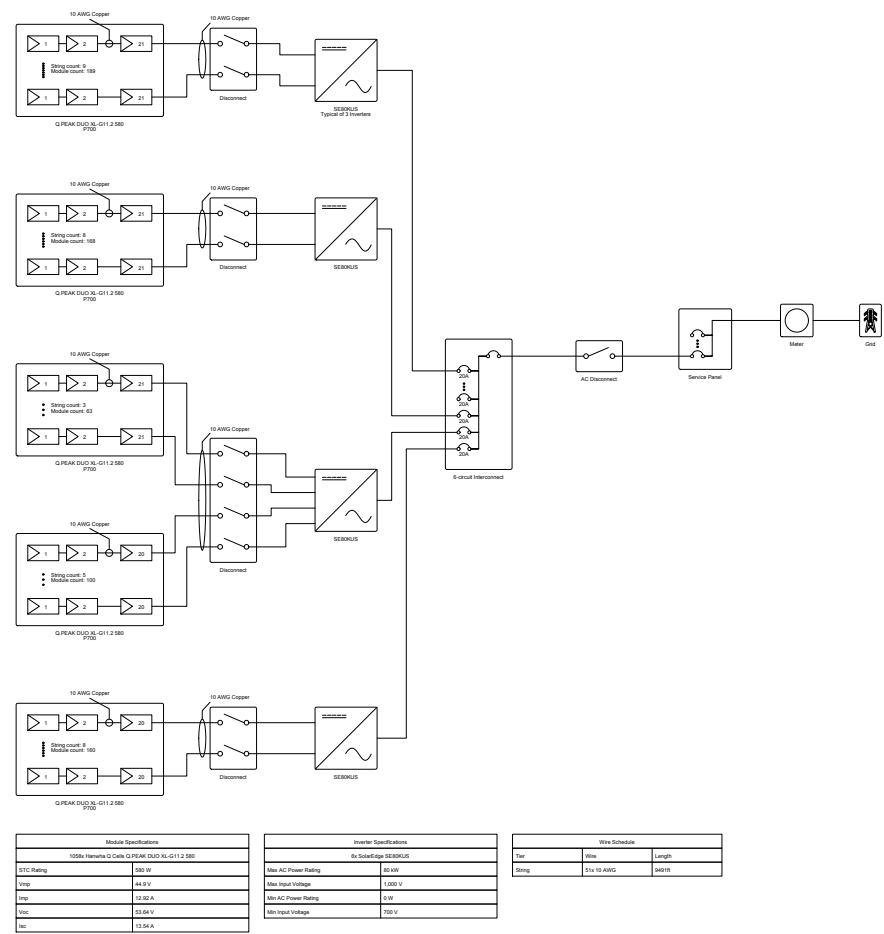 10 AWG Copper
10 AWG Copper
1
2
21
String count: 9
Module count: 189
1
2
21
Disconnect
SE80KUS
Typical of 3 Inverters
Q.PEAK DUO XL-G11.2 580
P700
10 AWG Copper
10 AWG Copper
1
2
21
String count: 8
Module count: 168
1
2
21
Disconnect
SE80KUS
Q.PEAK DUO XL-G11.2 580
P700
Meter
Grid
Service Panel
AC Disconnect
20A
20A
20A
20A
20A
6-circuit Interconnect
10 AWG Copper
1
2
21
String count: 3
Module count: 63
10 AWG Copper
1
2
21
Q.PEAK DUO XL-G11.2 580
P700
10 AWG Copper
SE80KUS
1
2
20
String count: 5
Module count: 100
Disconnect
1
2
20
Q.PEAK DUO XL-G11.2 580
P700
10 AWG Copper
10 AWG Copper
1
2
20
String count: 8
Module count: 160
1
2
20
Disconnect
SE80KUS
Q.PEAK DUO XL-G11.2 580
P700
Module Specifications
1058x Hanwha Q Cells Q.PEAK DUO XL-G11.2 580
STC Rating 580 W
Vmp 44.9 V
Imp 12.92 A
Voc 53.64 V
Isc 13.54 A
Inverter Specifications
6x SolarEdge SE80KUS
Max AC Power Rating 80 kW
Max Input Voltage 1,000 V
Min AC Power Rating 0 W
Min Input Voltage 700 V
Wire Schedule
Tier Wire Length
String 51x 10 AWG 9491ft